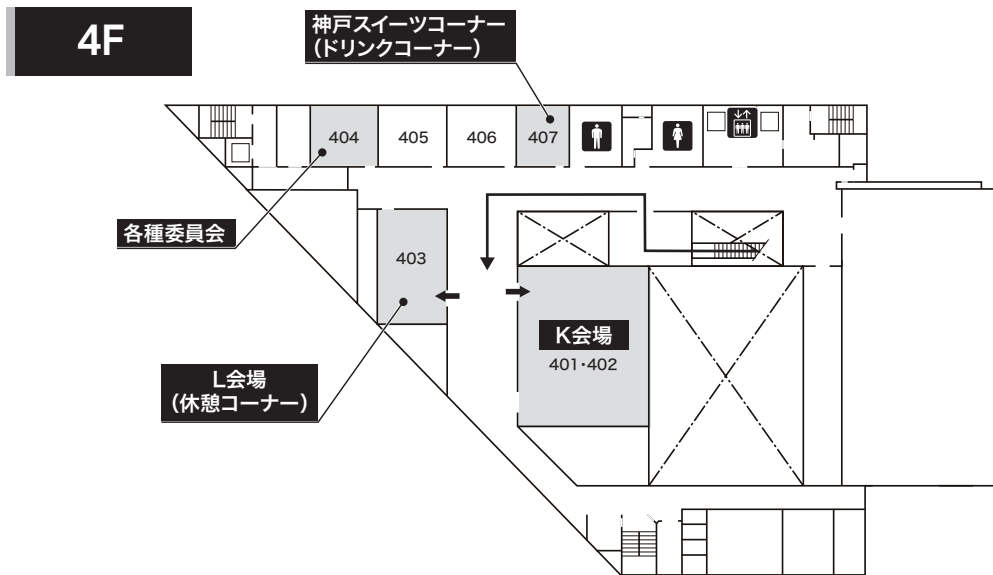 4F
神戸スイーツコーナー
(ドリンクコーナー)
404
405
406
407
各種委員会
403
K会場
401・402
L会場
(休憩コーナー)